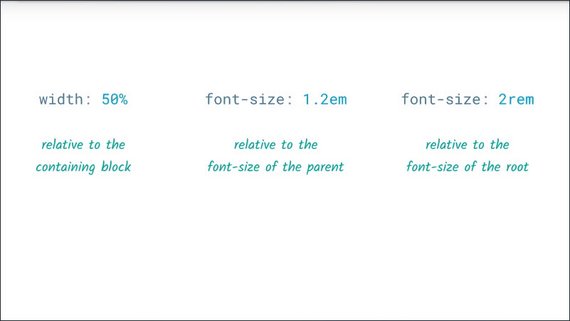 width: 50%
relative to the
containing block
font-size: 1.2em
relative to the
font-size of the parent
font-size: 2rem
relative to the
font-size of the root